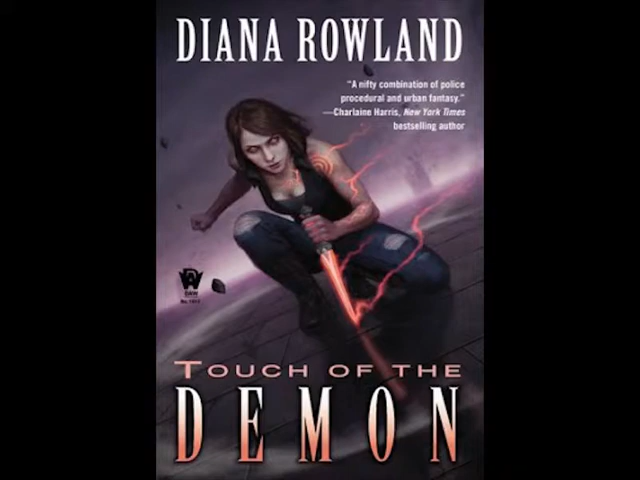 DIANA ROWLAND
"A nifty combination of police
procedural and urban fantasy."
—Charlaine Harris, New York Times
bestselling author
DAW
TOUCH OF THE
DEMON